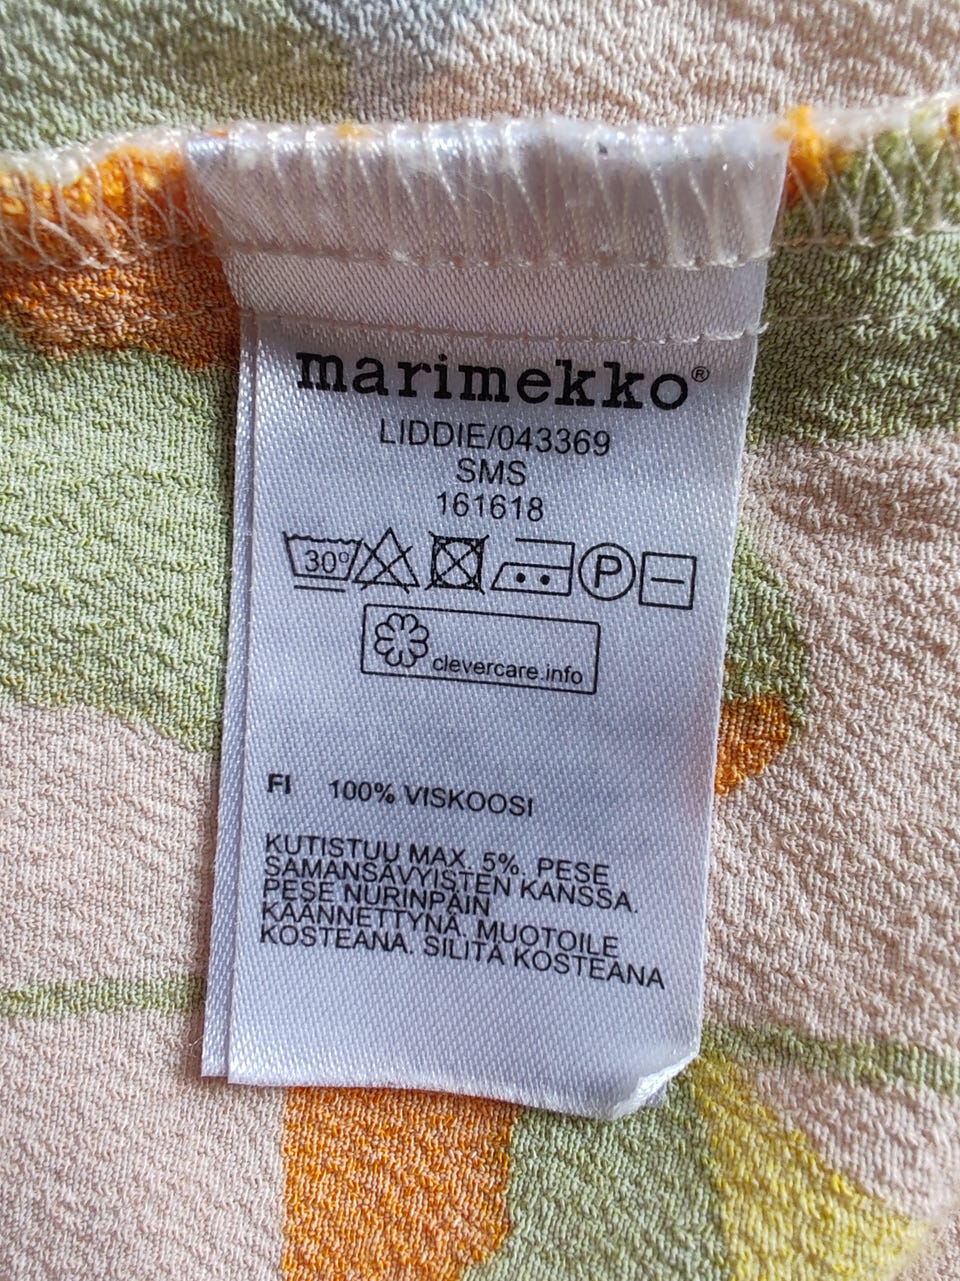 marimekko®
LIDDIE/043369
SMS
161618
30°
P
clevercare.info
FI 100% VISKOOSI
KUTISTUU MAX. 5%. PESE
SAMANSÄVYISTEN KANSSA.
PESE NURINPÄIN
KÄÄNNETTYNÄ. MUOTOILE
KOSTEANA. SILITÄ KOSTEANA